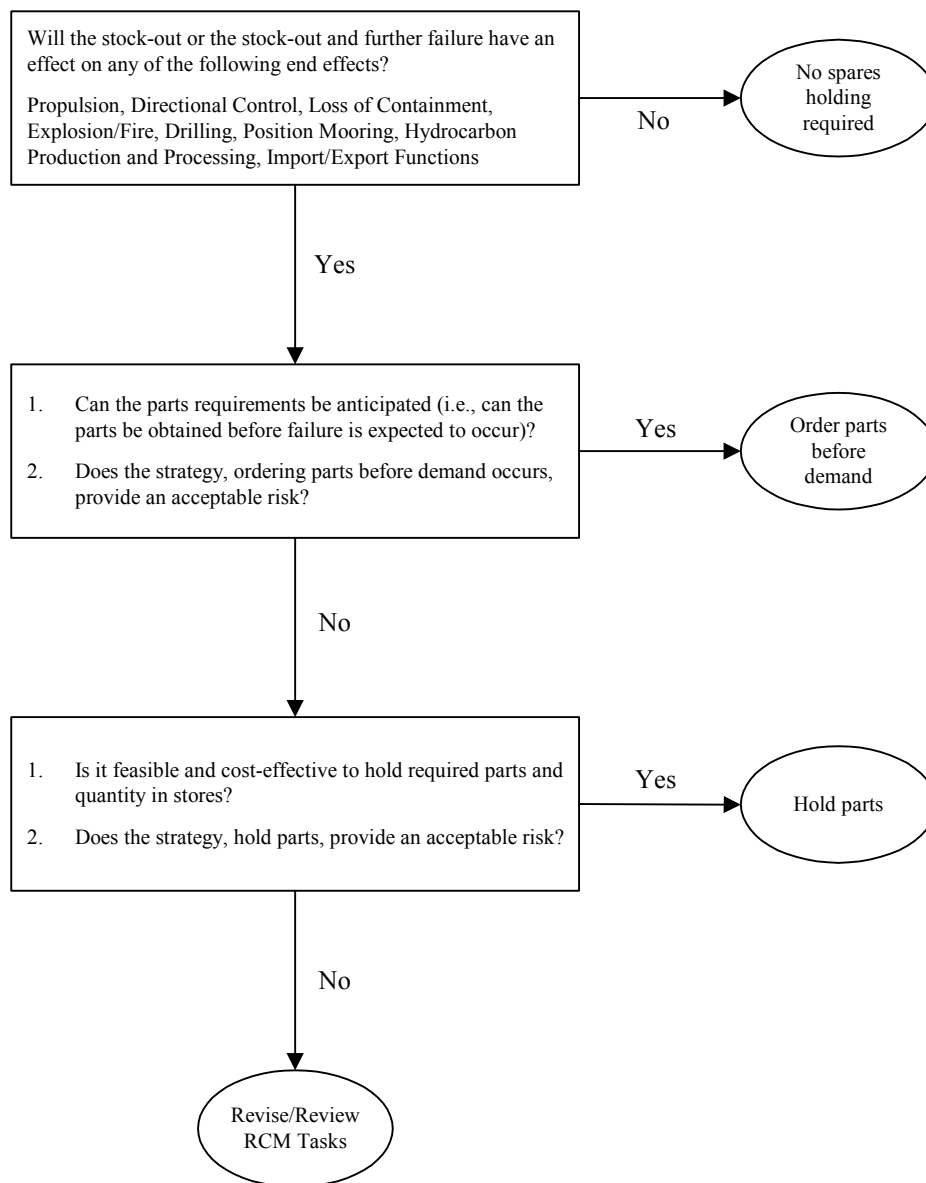 Will the stock-out or the stock-out and further failure have an
effect on any of the following end effects?
Propulsion, Directional Control, Loss of Containment,
Explosion/Fire, Drilling, Position Mooring, Hydrocarbon
Production and Processing, Import/Export Functions
No
No spares
holding
required
Yes
1. Can the parts requirements be anticipated (i.e., can the
parts be obtained before failure is expected to occur)?
2. Does the strategy, ordering parts before demand occurs,
provide an acceptable risk?
Yes
Order parts
before
demand
No
1. Is it feasible and cost-effective to hold required parts and
quantity in stores?
2. Does the strategy, hold parts, provide an acceptable risk?
Yes
Hold parts
No
Revise/Review
RCM Tasks